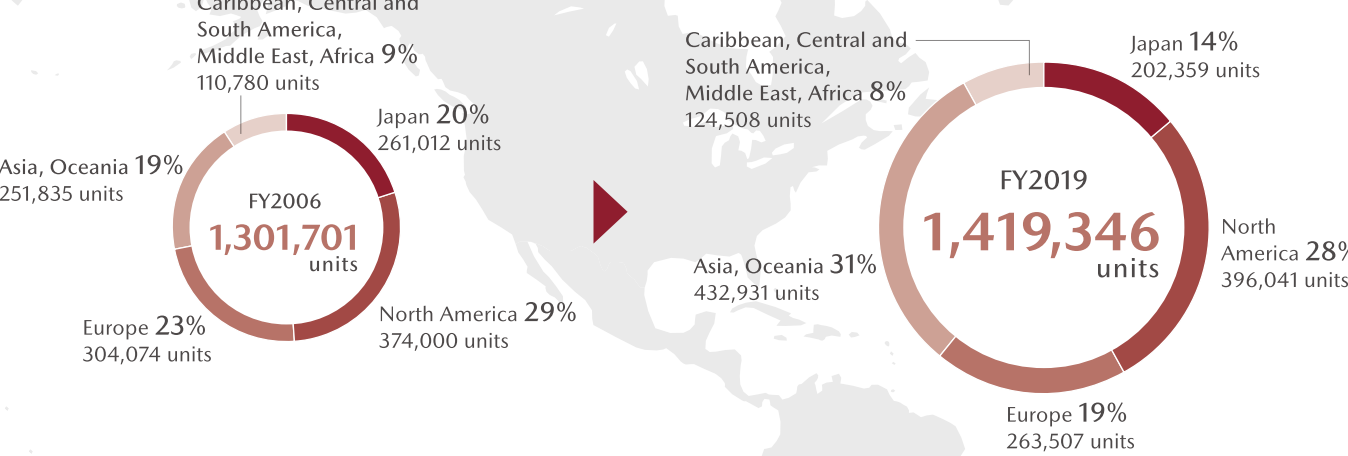 Caribbean, Central and
South America,
Middle East, Africa 9%
110,780 units
Japan 20%
261,012 units
Asia, Oceania 19%
251,835 units
FY2006
1,301,701
units
Europe 23%
304,074 units
North America 29%
374,000 units
Caribbean, Central and
South America,
Middle East, Africa 8%
124,508 units
Japan 14%
202,359 units
FY2019
1,419,346
units
North
America 28%
396,041 units
Asia, Oceania 31%
432,931 units
Europe 19%
263,507 units